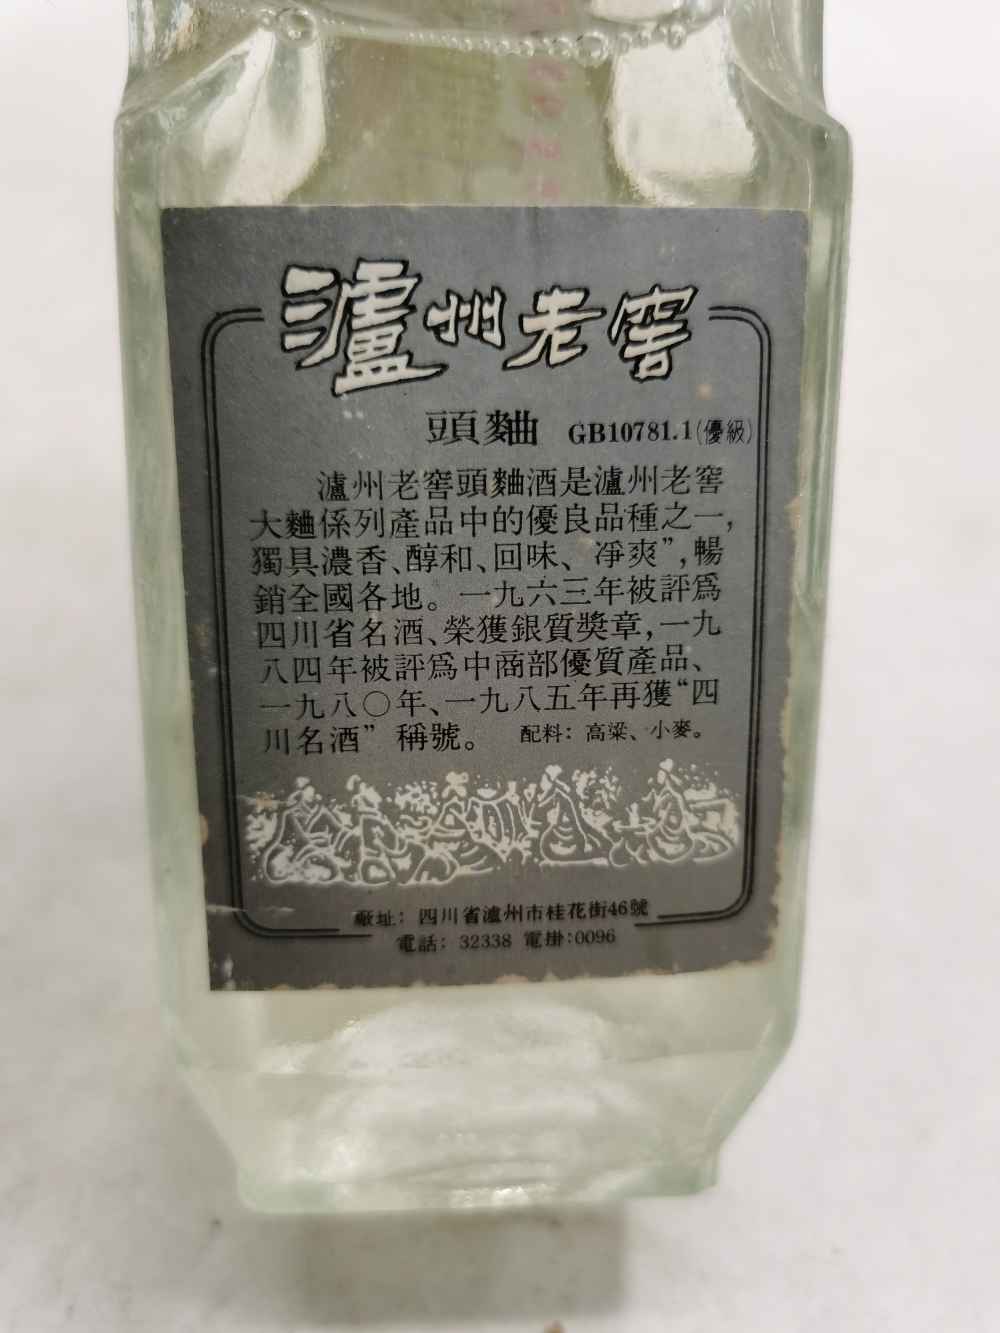 瀘州老窖
頭麯 GB10781.1(優級)
瀘州老窖頭麯酒是瀘州老窖
大麯係列產品中的優良品種之一,
獨具濃香、醇和、回味、凈爽”,暢
銷全國各地。一九六三年被評爲
四川省名酒、榮獲銀質獎章,一九
八四年被評爲中商部優質產品、
一九八〇年、一九八五年再獲“四
川名酒”稱號。 配料:高粱、小麥。
廠址:四川省瀘州市桂花街46號
電話:32338 電掛:0096